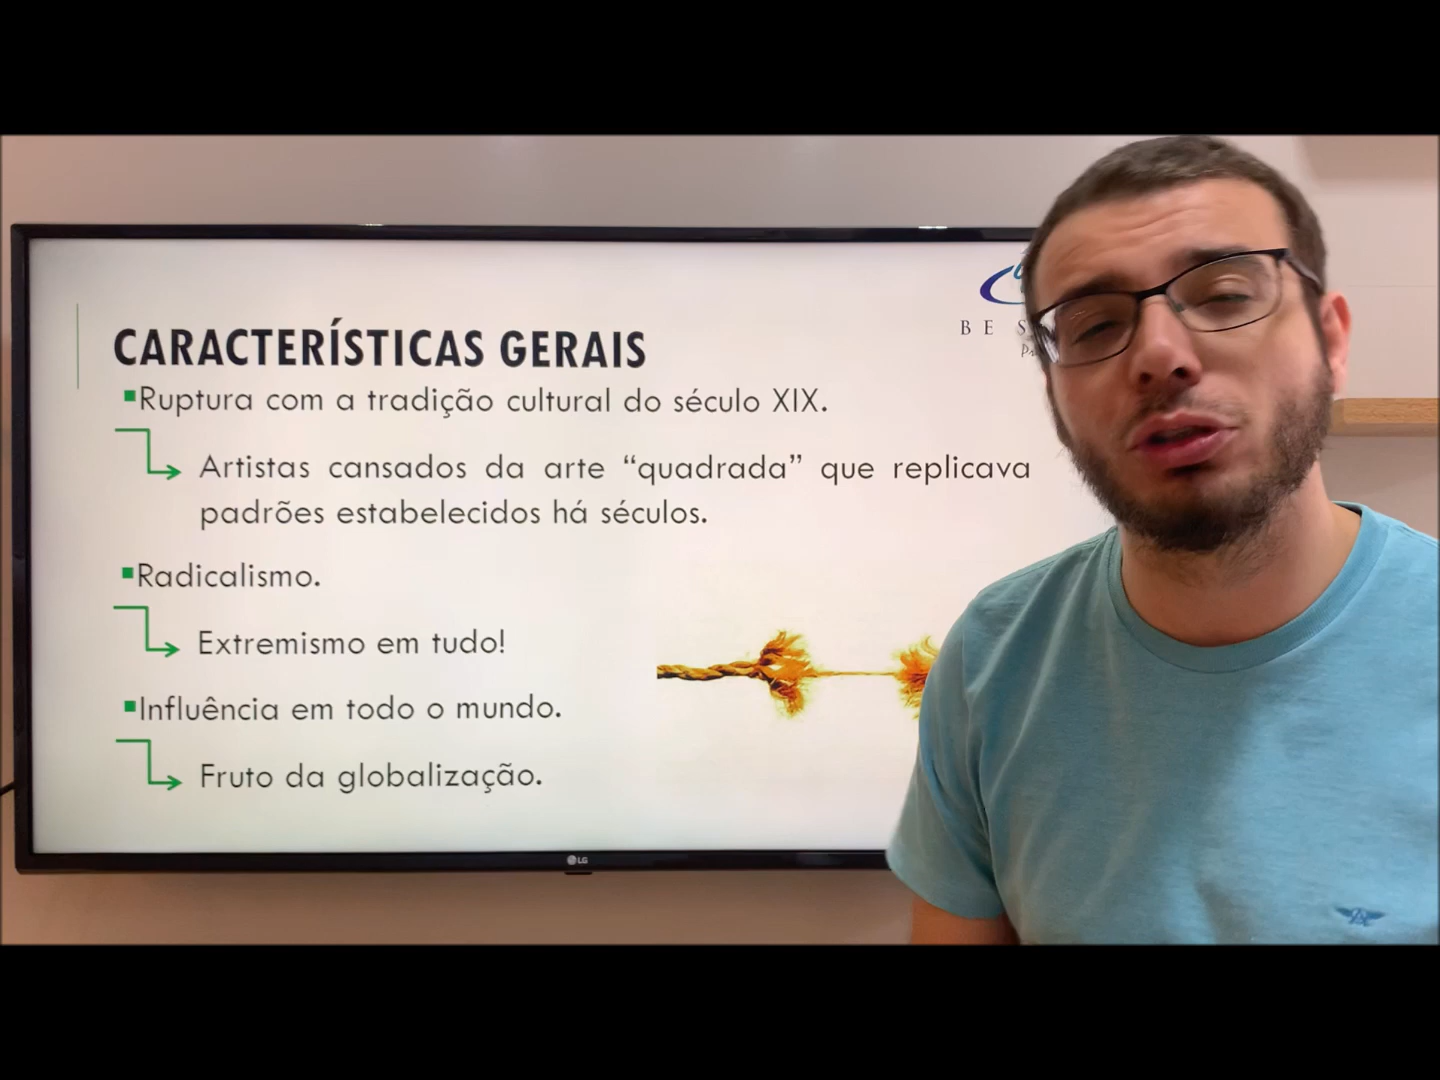 CARACTERÍSTICAS GERAIS
▪Ruptura com a tradição cultural do século XIX.
Artistas cansados da arte “quadrada” que replicava
padrões estabelecidos há séculos.
▪Radicalismo.
Extremismo em tudo!
▪Influência em todo o mundo.
Fruto da globalização.
BE
LG